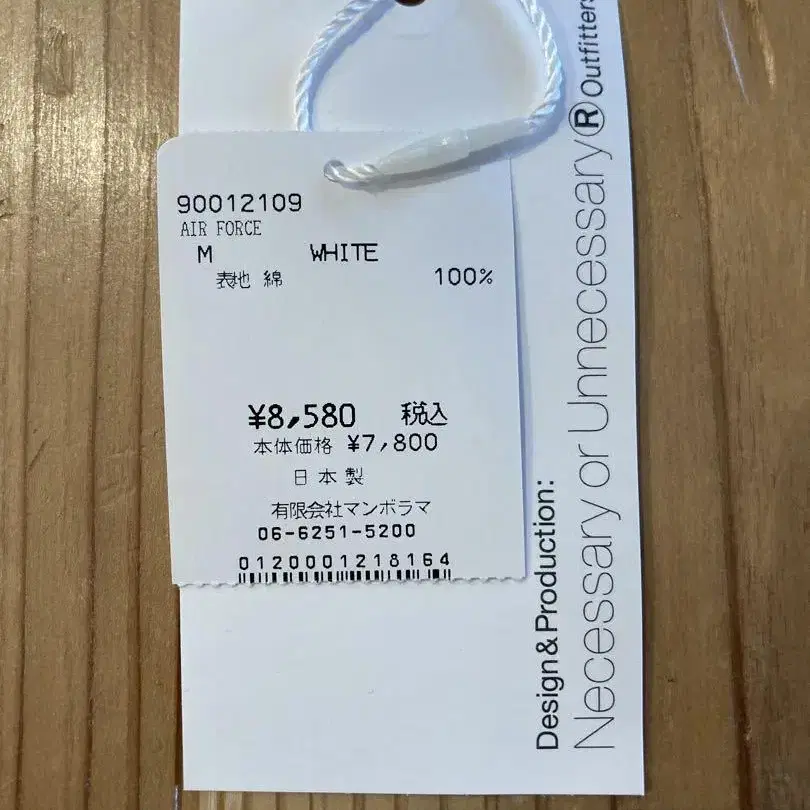 90012109
AIR FORCE
M WHITE
表地 綿 100%
¥8,580 税込
本体価格 ¥7,800
日本製
有限会社マンボラマ
06-6251-5200
0120001218164
Design&Production:
Necessary or Unnecessary®Outfitters